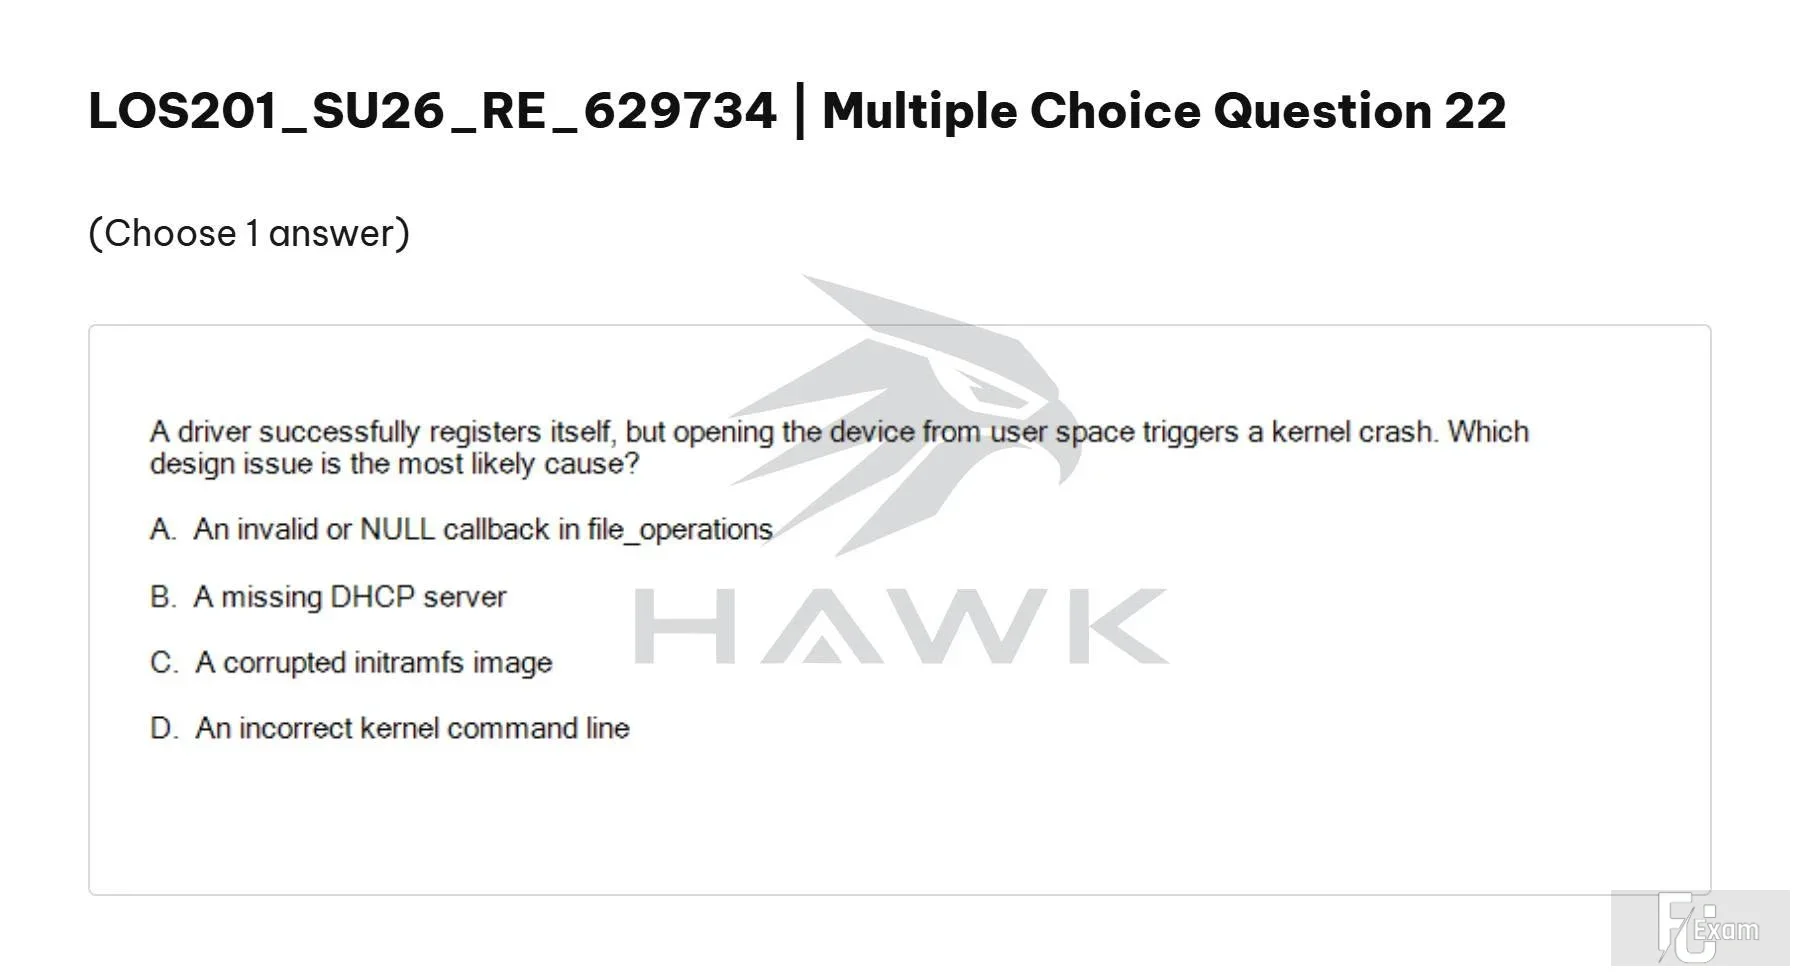 LOS201_SU26_RE_629734 | Multiple Choice Question 22
(Choose 1 answer)
A driver successfully registers itself, but opening the device from user space triggers a kernel crash. Which
design issue is the most likely cause?
A. An invalid or NULL callback in file_operations
B. A missing DHCP server
C. A corrupted initramfs image
D. An incorrect kernel command line
HAWK
FU Exam